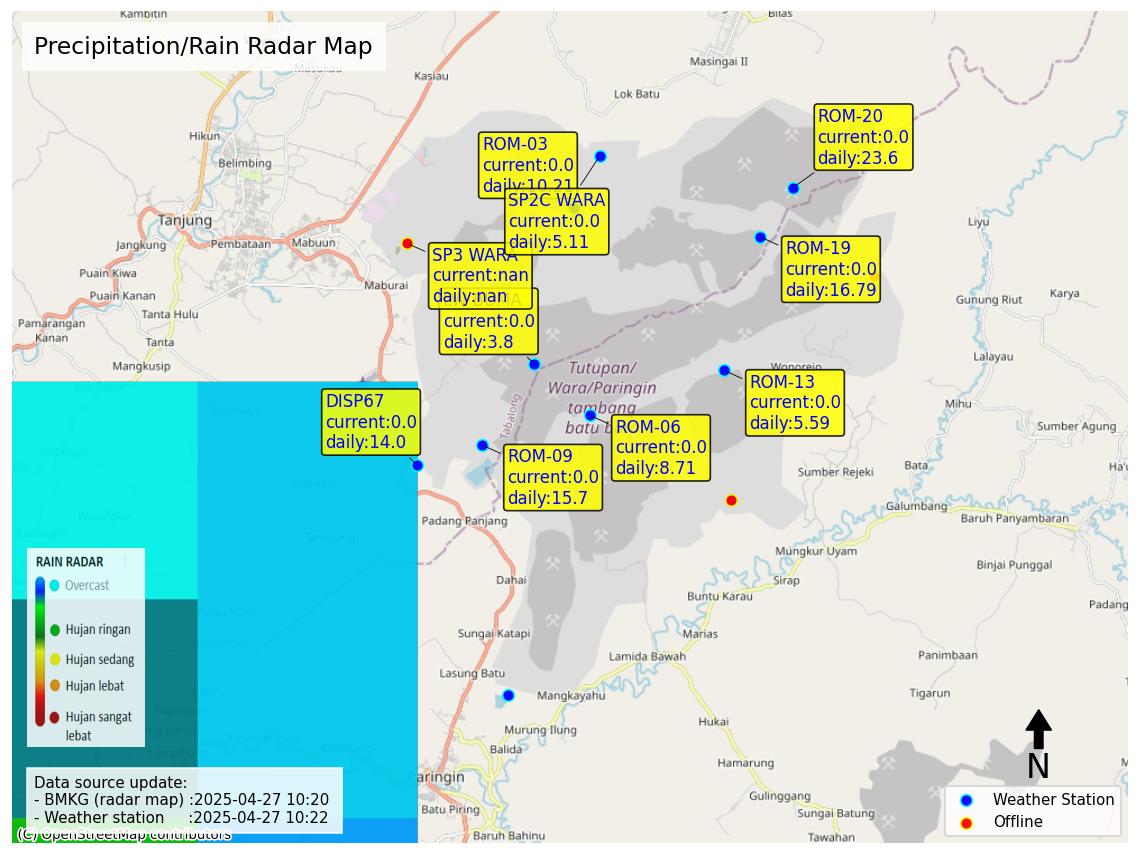 Kambitin
Bilas
Precipitation/Rain Radar Map
Masukau
Masingai II
Kasiau
Lok Batu
ROM-20
current:0.0
daily:23.6
Hikun
ROM-03
current:0.0
daily:10.21
Belimbing
SP2C WARA
current:0.0
daily:5.11
Tanjung
Liyu
Jangkung
Pembataan
Mabuun
ROM-19
current:0.0
daily:16.79
SP3 WARA
current:nan
daily:nan
Puain Kiwa
Maburai
Puain Kanan
Gunung Riut
Karya
Tanta Hulu
current:0.0
daily:3.8
Pamarangan
Kanan
Tanta
Mangkusip
Lalayau
Tutupan/
Wara/Paringin
tambang
batu b
Wonorejo
ROM-13
current:0.0
daily:5.59
DISP67
current:0.0
daily:14.0
Tabalong
Mihu
ROM-06
current:0.0
daily:8.71
Sumber Agung
ROM-09
current:0.0
daily:15.7
Padangin
Bata
Ha'u
Sumber Rejeki
Warukin
Galumbang
Padang Panjang
Baruh Panyambaran
Padangin
Tamiyang
Mungkur Uyam
RAIN RADAR
Overcast
Hujan ringan
Hujan sedang
Hujan lebat
Hujan sangat
lebat
Binjai Punggal
Dahai
Sirap
Buntu Karau
Padang
Pulau Ku'u
Sungai Katapi
Marias
Lamida Bawah
Panimbaan
Lasung Batu
Mangkayahu
Tigarun
Hukai
Murung Ilung
Balida
Hamarung
N
Paringin
Data source update:
- BMKG (radar map) :2025-04-27 10:20
- Weather station :2025-04-27 10:22
Gulinggang
Weather Station
Offline
Batu Piring
Sungai Batung
(C) OpenStreetMap contributors
Baruh Bahinu
Tawahan